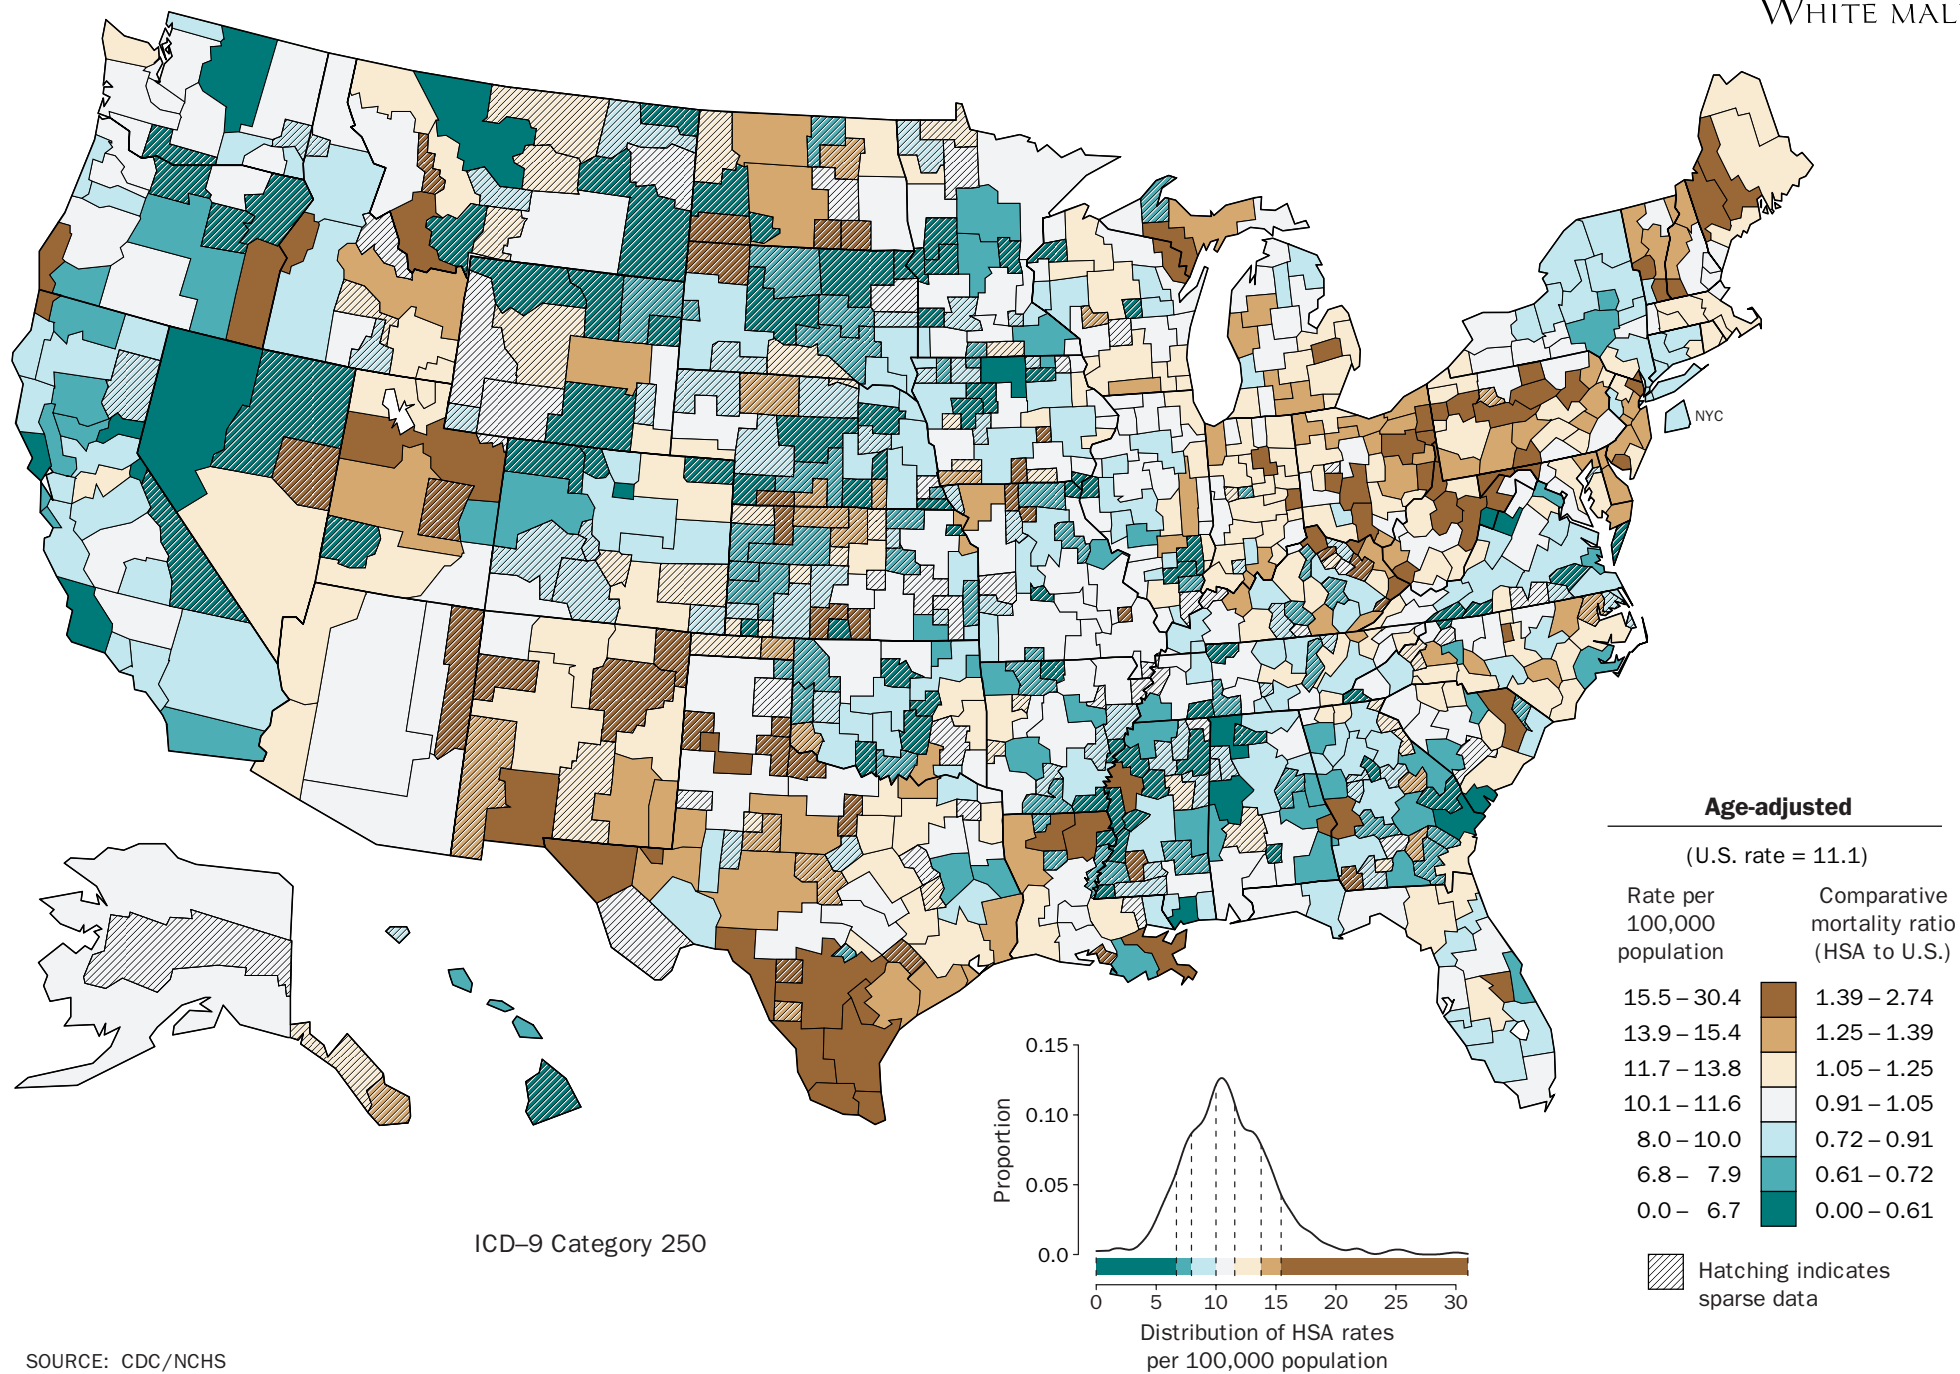 WHITE MAL
NYC
Age-adjusted
(U.S. rate = 11.1)
Rate per
100,000
population
Comparative
mortality ratio
(HSA to U.S.)
15.5 – 30.4 1.39 – 2.74
13.9 – 15.4 1.25 – 1.39
11.7 – 13.8 1.05 – 1.25
10.1 – 11.6 0.91 – 1.05
8.0 – 10.0 0.72 – 0.91
6.8 – 7.9 0.61 – 0.72
0.0 – 6.7 0.00 – 0.61
Hatching indicates
sparse data
0.15
0.10
0.05
0.0
Proportion
0 5 10 15 20 25 30
Distribution of HSA rates
per 100,000 population
ICD–9 Category 250
SOURCE: CDC/NCHS